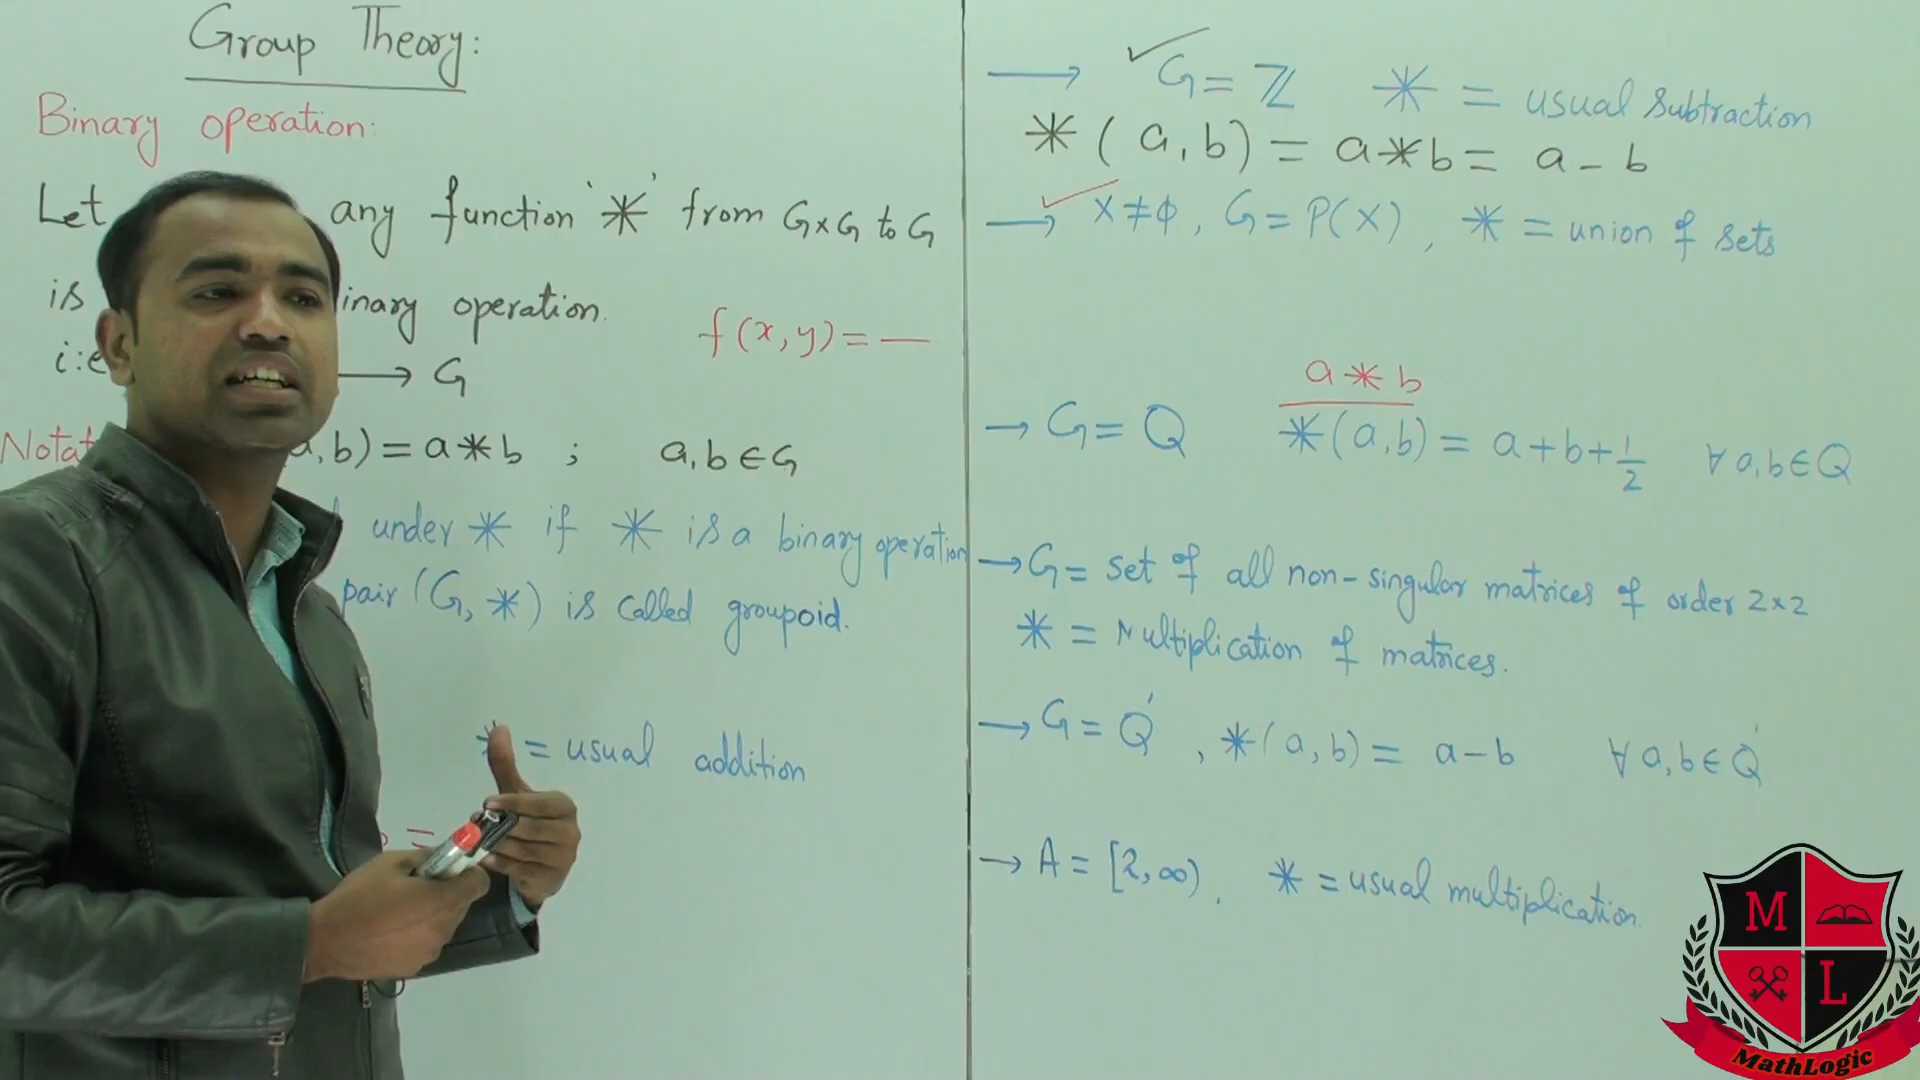 Group Theory:
Binary operation:
Let any function '*' from G×G to G
is inary operation.
i:e ⟶ G
f(x,y) = —
Notat a,b) = a*b ; a,b∈G
under * if * is a binary operation
pair (G, *) is called groupoid.
* = usual addition
=
⟶ ✓ G = ℤ * = usual subtraction
*(a,b) = a*b = a-b
⟶ ✓ X≠φ, G = P(X), * = union of sets
a*b
→ G = Q *(a,b) = a+b+1/2 ∀ a,b∈Q
→ G = set of all non-singular matrices of order 2×2
* = Multiplication of matrices.
→ G = Q', *(a,b) = a-b ∀ a,b∈Q'
→ A = [2,∞), * = usual multiplication.
M
L
MathLogic